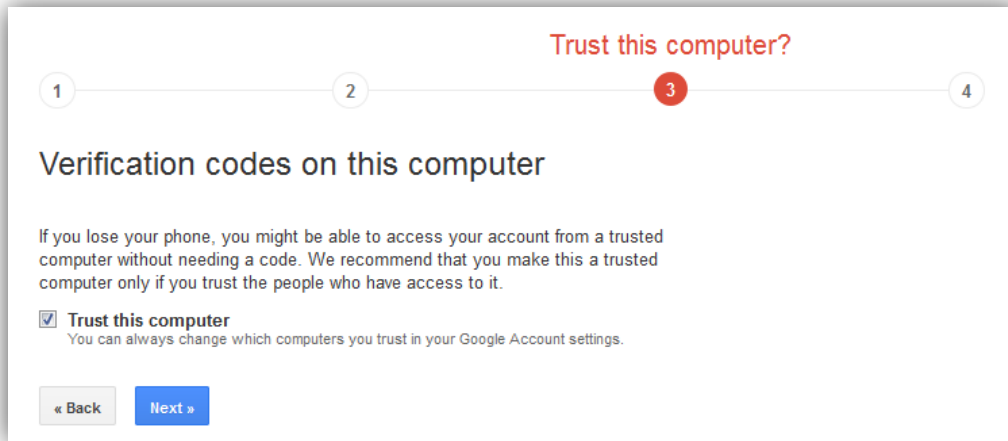 Trust this computer?
1 2 3 4
Verification codes on this computer
If you lose your phone, you might be able to access your account from a trusted
computer without needing a code. We recommend that you make this a trusted
computer only if you trust the people who have access to it.
Trust this computer
You can always change which computers you trust in your Google Account settings.
« Back Next »